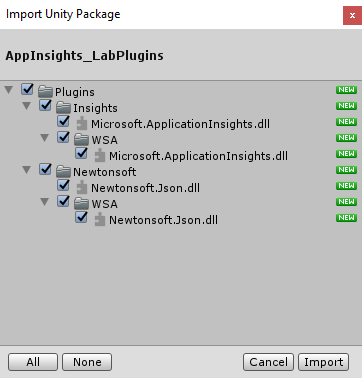 Import Unity Package
x
AppInsights_LabPlugins
Plugins NEW
Insights NEW
Microsoft.ApplicationInsights.dll NEW
WSA NEW
Microsoft.ApplicationInsights.dll NEW
Newtonsoft NEW
Newtonsoft.Json.dll NEW
WSA NEW
Newtonsoft.Json.dll NEW
All None Cancel Import